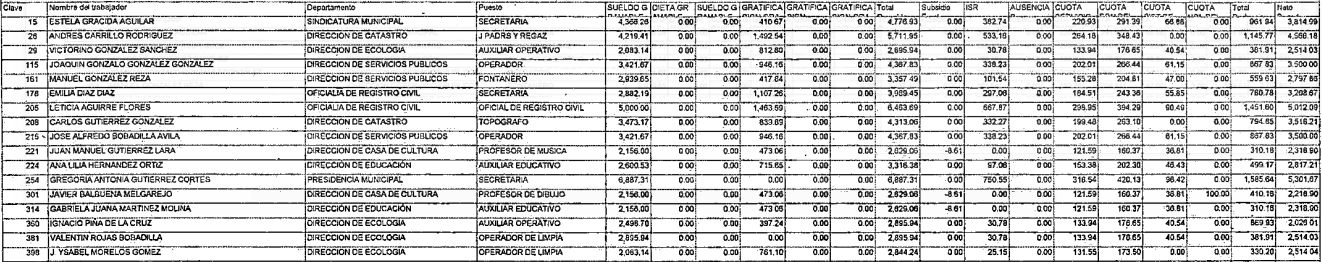 Clave Nombre del trabajador Departamento Puesto SUELDO G DIETA GR SUELDO G GRATIFICA GRATIFICA GRATIFICA Total Subsidio ISR AUSENCIA CUOTA CUOTA CUOTA CUOTA Total Neto
15 ESTELA GRACIDA AGUILAR SINDICATURA MUNICIPAL SECRETARIA 4,366.26 0.00 0.00 410.67 0.00 0.00 4,776.93 0.00 382.74 0.00 220.93 291.39 66.88 0.00 961.94 3,814.99
26 ANDRES CARRILLO RODRIGUEZ DIRECCION DE CATASTRO J PADRS Y REGAZ 4,219.41 0.00 0.00 1,492.54 0.00 0.00 5,711.95 0.00 533.16 0.00 264.18 348.43 0.00 0.00 1,145.77 4,566.18
29 VICTORINO GONZALEZ SANCHEZ DIRECCION DE ECOLOGIA AUXILIAR OPERATIVO 2,083.14 0.00 0.00 812.80 0.00 0.00 2,895.94 0.00 30.78 0.00 133.94 176.65 40.54 0.00 381.91 2,514.03
115 JOAQUIN GONZALO GONZALEZ GONZALEZ DIRECCION DE SERVICIOS PUBLICOS OPERADOR 3,421.67 0.00 0.00 946.16 0.00 0.00 4,367.83 0.00 338.23 0.00 202.01 266.44 61.15 0.00 867.83 3,500.00
161 MANUEL GONZALEZ REZA DIRECCION DE SERVICIOS PUBLICOS FONTANERO 2,939.65 0.00 0.00 417.84 0.00 0.00 3,357.49 0.00 101.54 0.00 155.28 204.81 47.00 0.00 559.63 2,797.86
178 EMILIA DIAZ DIAZ OFICIALIA DE REGISTRO CIVIL SECRETARIA 2,882.19 0.00 0.00 1,107.26 0.00 0.00 3,989.45 0.00 297.06 0.00 184.51 243.36 55.85 0.00 780.78 3,208.67
205 LETICIA AGUIRRE FLORES OFICIALIA DE REGISTRO CIVIL OFICIAL DE REGISTRO CIVIL 5,000.00 0.00 0.00 1,463.69 0.00 0.00 6,463.69 0.00 667.87 0.00 298.95 394.29 90.49 0.00 1,451.60 5,012.09
208 CARLOS GUTIERREZ GONZALEZ DIRECCION DE CATASTRO TOPOGRAFO 3,473.17 0.00 0.00 839.89 0.00 0.00 4,313.06 0.00 332.27 0.00 199.48 263.10 0.00 0.00 794.85 3,518.21
215 JOSE ALFREDO BOBADILLA AVILA DIRECCION DE SERVICIOS PUBLICOS OPERADOR 3,421.67 0.00 0.00 946.16 0.00 0.00 4,367.83 0.00 338.23 0.00 202.01 266.44 61.15 0.00 867.83 3,500.00
221 JUAN MANUEL GUTIERREZ LARA DIRECCION DE CASA DE CULTURA PROFESOR DE MUSICA 2,156.00 0.00 0.00 473.06 0.00 0.00 2,629.06 -8.61 0.00 0.00 121.59 160.37 36.81 0.00 310.16 2,318.90
224 ANA LILIA HERNANDEZ ORTIZ DIRECCION DE EDUCACIÓN AUXILIAR EDUCATIVO 2,600.53 0.00 0.00 715.85 0.00 0.00 3,316.38 0.00 97.06 0.00 153.38 202.30 46.43 0.00 499.17 2,817.21
254 GREGORIA ANTONIA GUTIERREZ CORTES PRESIDENCIA MUNICIPAL SECRETARIA 6,887.31 0.00 0.00 0.00 0.00 0.00 6,887.31 0.00 750.55 0.00 318.54 420.13 96.42 0.00 1,585.64 5,301.67
301 JAVIER BALBUENA MELGAREJO DIRECCION DE CASA DE CULTURA PROFESOR DE DIBUJO 2,156.00 0.00 0.00 473.06 0.00 0.00 2,629.06 -8.61 0.00 0.00 121.59 160.37 36.81 100.00 410.16 2,218.90
314 GABRIELA JUANA MARTINEZ MOLINA DIRECCION DE EDUCACIÓN AUXILIAR EDUCATIVO 2,156.00 0.00 0.00 473.06 0.00 0.00 2,629.06 -8.61 0.00 0.00 121.59 160.37 36.81 0.00 310.16 2,318.90
360 IGNACIO PIÑA DE LA CRUZ DIRECCION DE ECOLOGIA AUXILIAR OPERATIVO 2,498.70 0.00 0.00 397.24 0.00 0.00 2,895.94 0.00 30.78 0.00 133.94 176.65 40.54 0.00 869.93 2,026.01
381 VALENTIN ROJAS BOBADILLA DIRECCION DE ECOLOGIA OPERADOR DE LIMPIA 2,895.94 0.00 0.00 0.00 0.00 0.00 2,895.94 0.00 30.78 0.00 133.94 176.65 40.54 0.00 381.91 2,514.03
398 J. YSABEL MORELOS GOMEZ DIRECCION DE ECOLOGIA OPERADOR DE LIMPIA 2,083.14 0.00 0.00 761.10 0.00 0.00 2,844.24 0.00 25.15 0.00 131.55 173.50 0.00 0.00 330.20 2,514.04